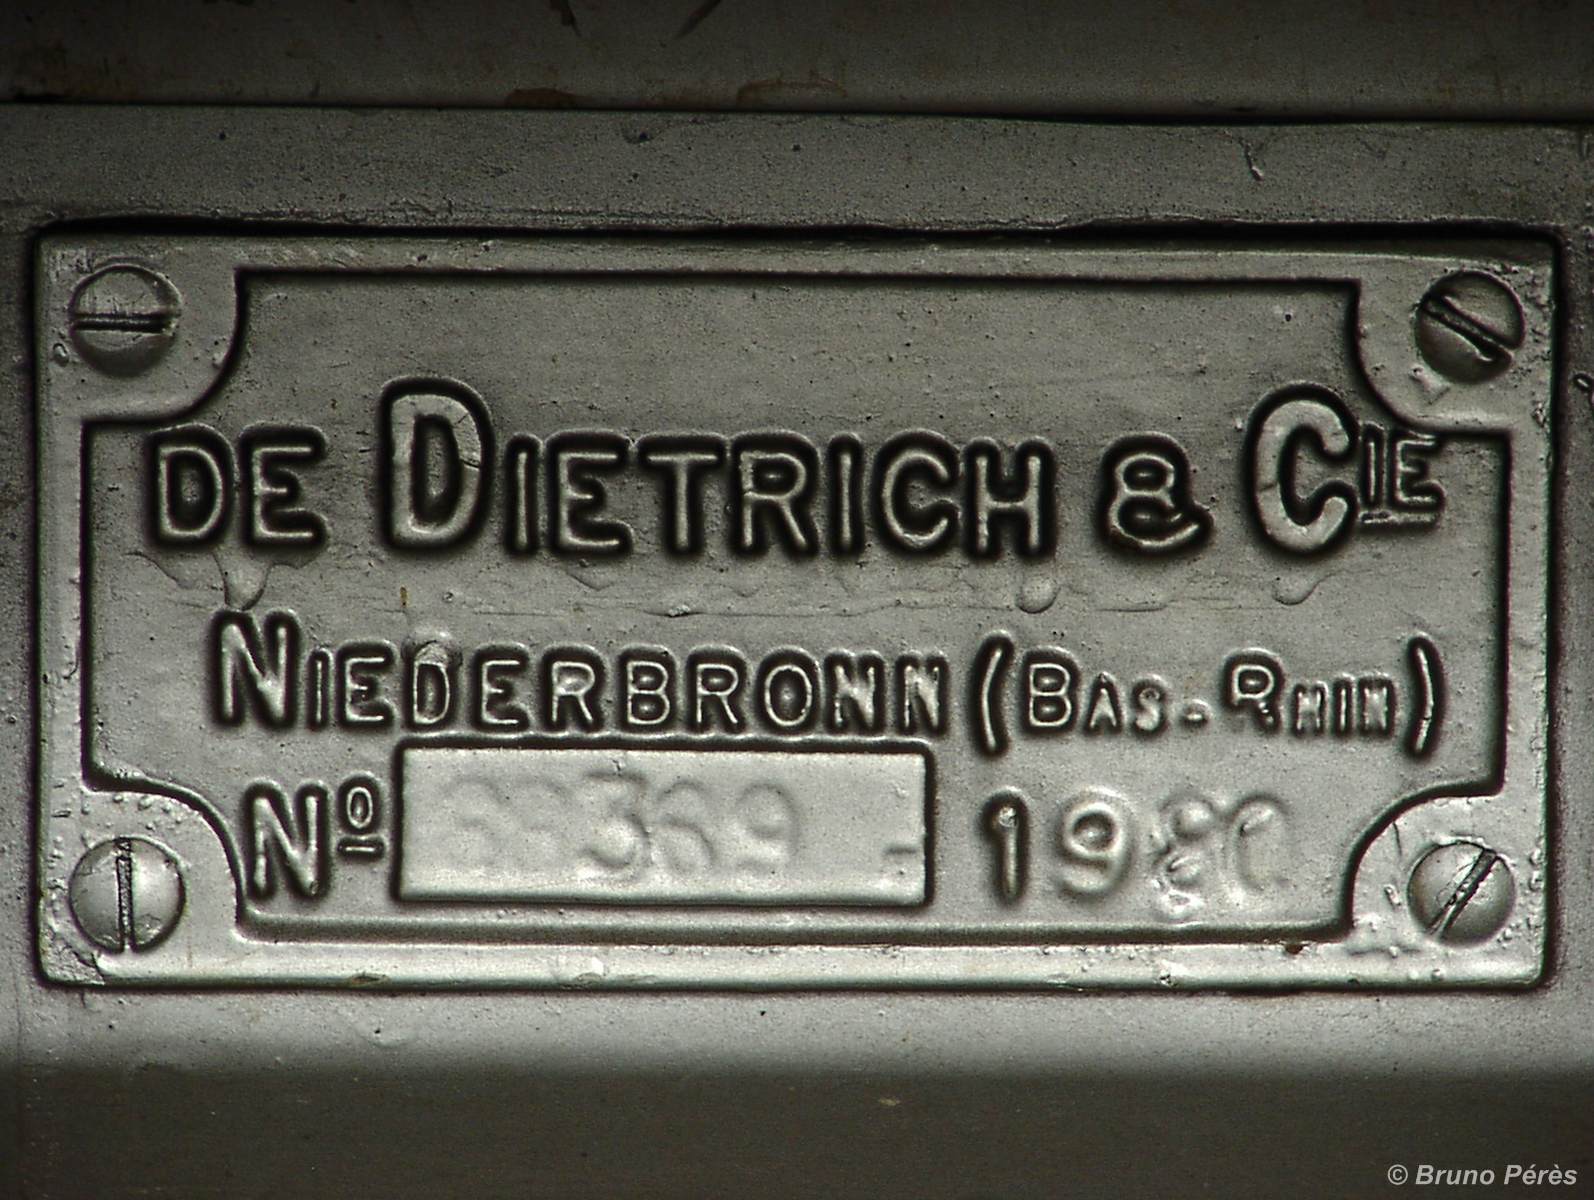 DE DIETRICH & CIE
NIEDERBRONN (BAS-RHIN)
Nº
© Bruno Pérès